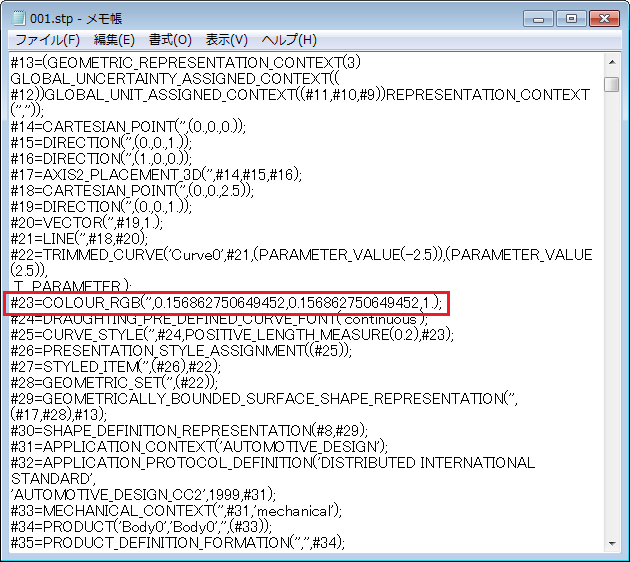 001.stp - メモ帳
ファイル(F) 編集(E) 書式(O) 表示(V) ヘルプ(H)
#13=(GEOMETRIC_REPRESENTATION_CONTEXT(3)
GLOBAL_UNCERTAINTY_ASSIGNED_CONTEXT((
#12))GLOBAL_UNIT_ASSIGNED_CONTEXT((#11,#10,#9))REPRESENTATION_CONTEXT
('',''));
#14=CARTESIAN_POINT('',(0.,0.,0.));
#15=DIRECTION('',(0.,0.,1.));
#16=DIRECTION('',(1.,0.,0.));
#17=AXIS2_PLACEMENT_3D('',#14,#15,#16);
#18=CARTESIAN_POINT('',(0.,0.,2.5));
#19=DIRECTION('',(0.,0.,1.));
#20=VECTOR('',#19,1.);
#21=LINE('',#18,#20);
#22=TRIMMED_CURVE('Curve0',#21,(PARAMETER_VALUE(-2.5)),(PARAMETER_VALUE
(2.5)),
.T.,.PARAMETER.);
#23=COLOUR_RGB('',0.156862750649452,0.156862750649452,1.);
#24=DRAUGHTING_PRE_DEFINED_CURVE_FONT('continuous');
#25=CURVE_STYLE('',#24,POSITIVE_LENGTH_MEASURE(0.2),#23);
#26=PRESENTATION_STYLE_ASSIGNMENT((#25));
#27=STYLED_ITEM('',(#26),#22);
#28=GEOMETRIC_SET('',(#22));
#29=GEOMETRICALLY_BOUNDED_SURFACE_SHAPE_REPRESENTATION('',
(#17,#28),#13);
#30=SHAPE_DEFINITION_REPRESENTATION(#8,#29);
#31=APPLICATION_CONTEXT('AUTOMOTIVE_DESIGN');
#32=APPLICATION_PROTOCOL_DEFINITION('DISTRIBUTED INTERNATIONAL
STANDARD',
'AUTOMOTIVE_DESIGN_CC2',1999,#31);
#33=MECHANICAL_CONTEXT('',#31,'mechanical');
#34=PRODUCT('Body0','Body0','',(#33));
#35=PRODUCT_DEFINITION_FORMATION('','',#34);